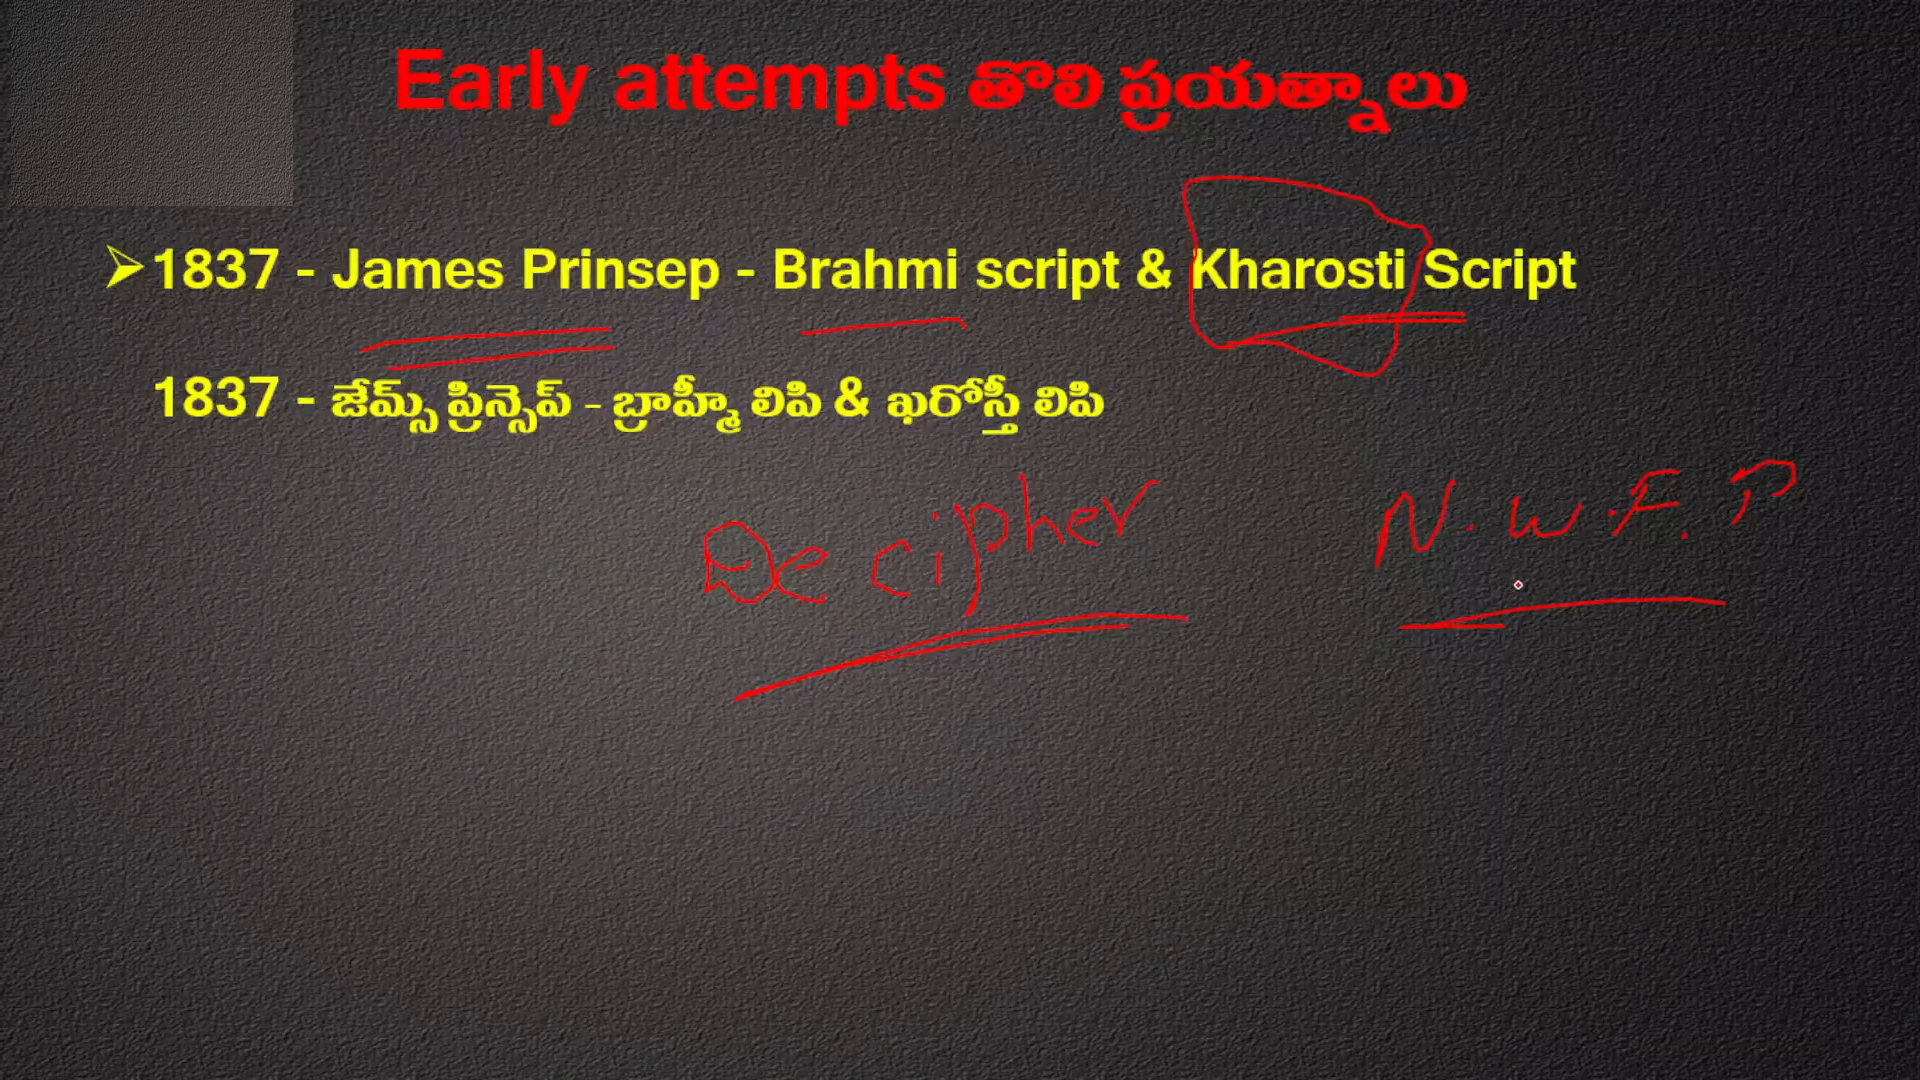 Early attempts తొలి ప్రయత్నాలు
1837 - James Prinsep - Brahmi script & Kharosti Script
1837 - జేమ్స్ ప్రిన్సెప్ - బ్రాహ్మీ లిపి & ఖరోస్తీ లిపి
Decipher
N.W.F.P